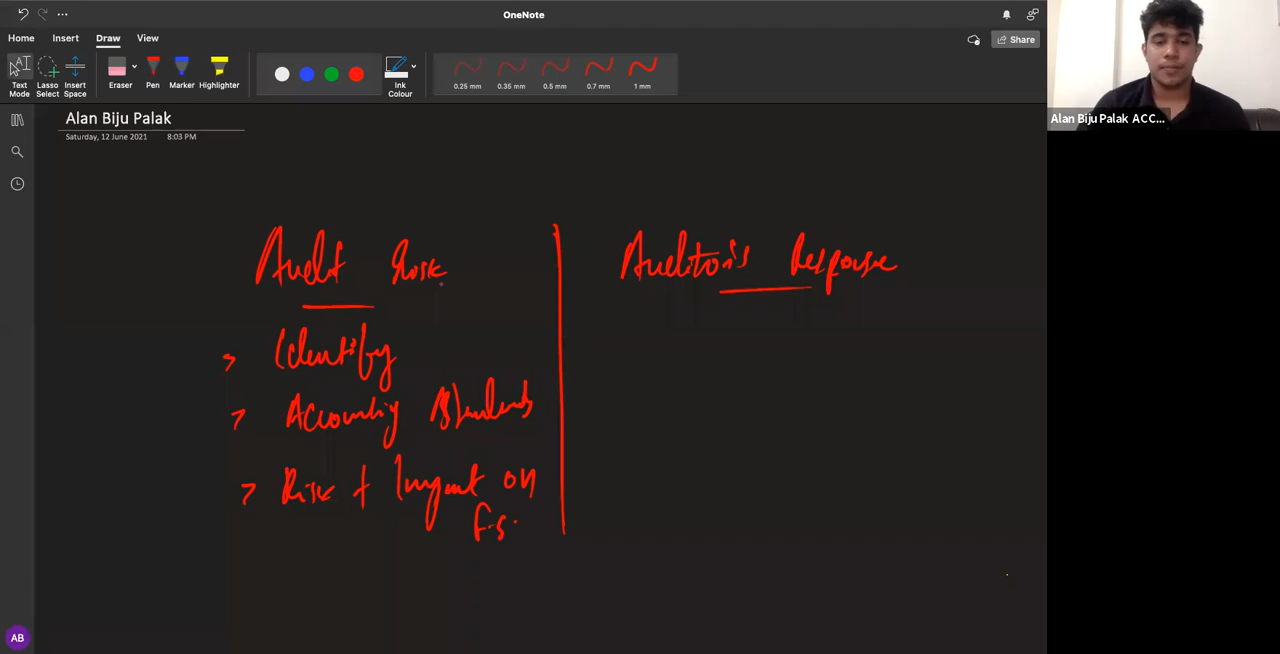 OneNote
Home Insert Draw View
Share
Text Mode
Lasso Select
Insert Space
Eraser
Pen
Marker
Highlighter
Ink Colour
0.25 mm
0.35 mm
0.5 mm
0.7 mm
1 mm
Alan Biju Palak
Saturday, 12 June 2021 8:03 PM
Alan Biju Palak ACC...
Audit Risk
> Identify
> Accounting Standards
> Risk + Impact on
f.s.
Auditor's Response
AB